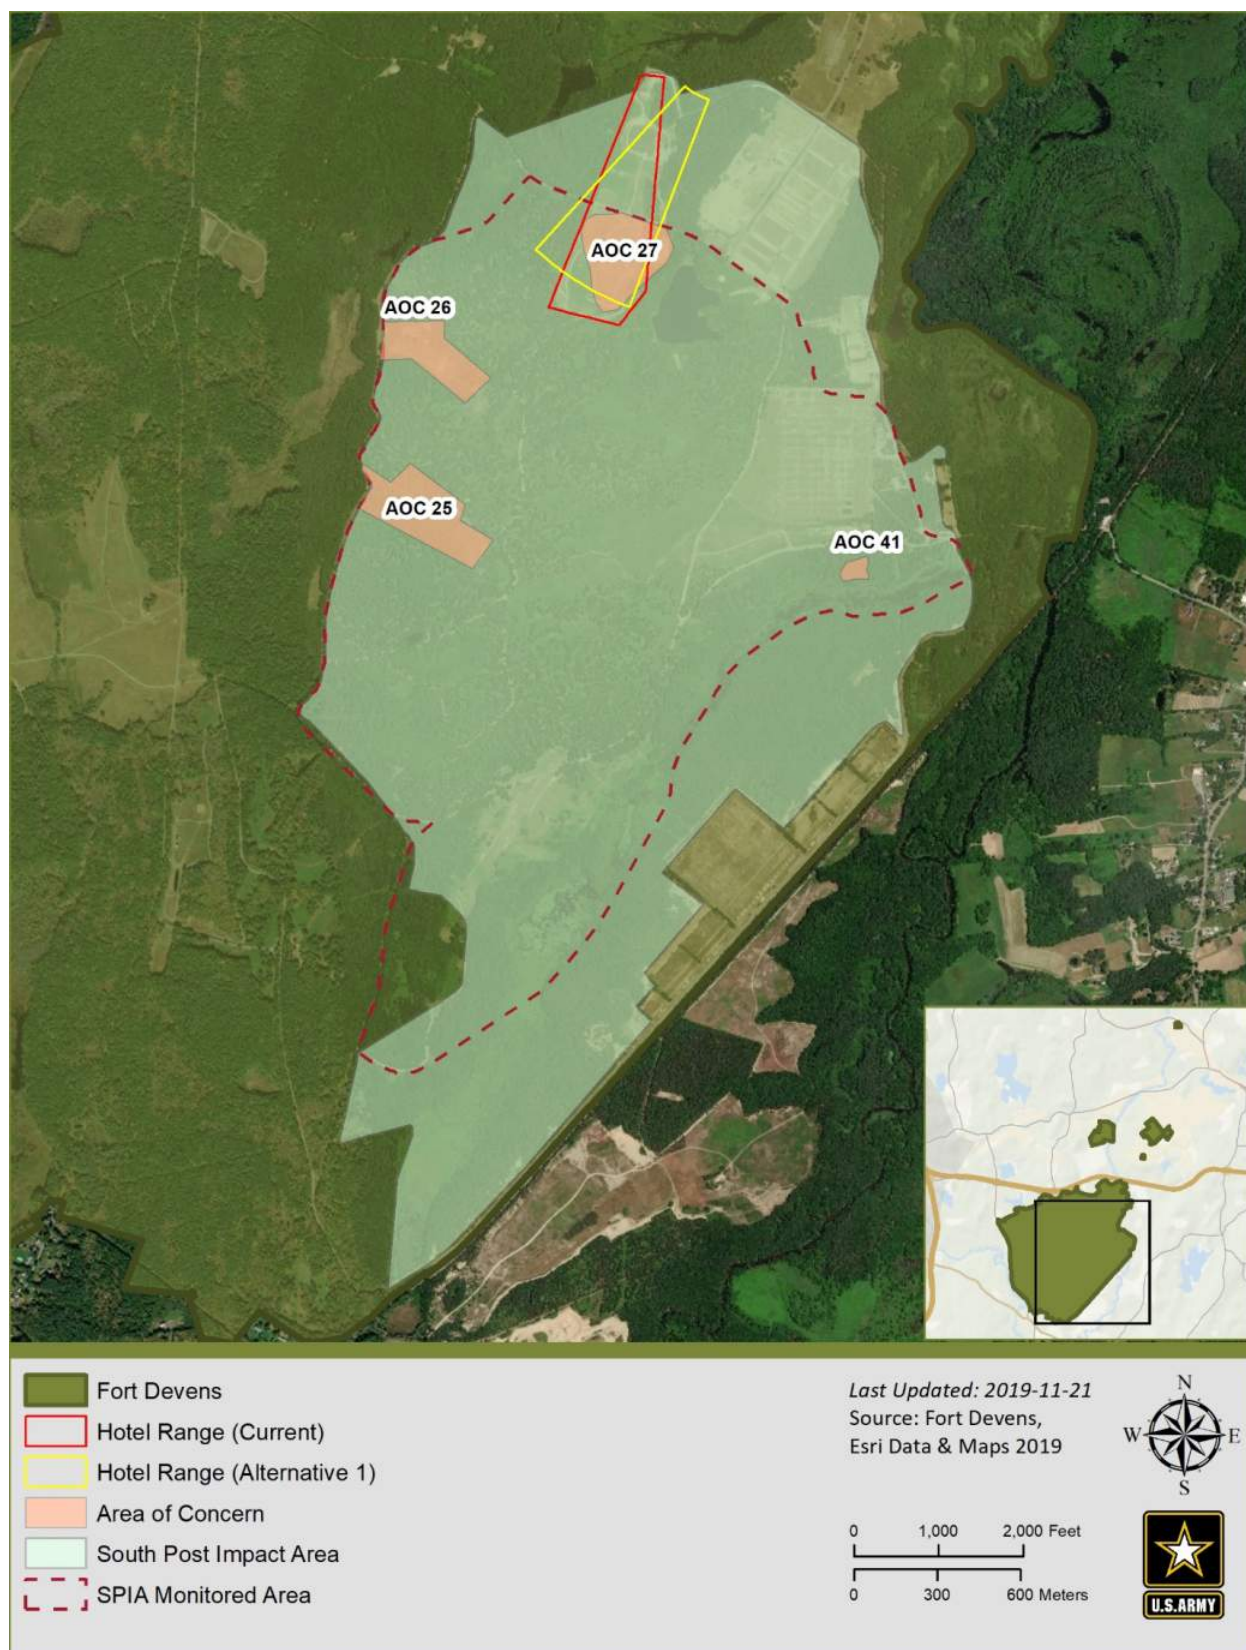 AOC 27
AOC 26
AOC 25
AOC 41
Fort Devens
Hotel Range (Current)
Hotel Range (Alternative 1)
Area of Concern
South Post Impact Area
SPIA Monitored Area
Last Updated: 2019-11-21
Source: Fort Devens,
Esri Data & Maps 2019
N
W E
S
0 1,000 2,000 Feet
0 300 600 Meters
U.S.ARMY